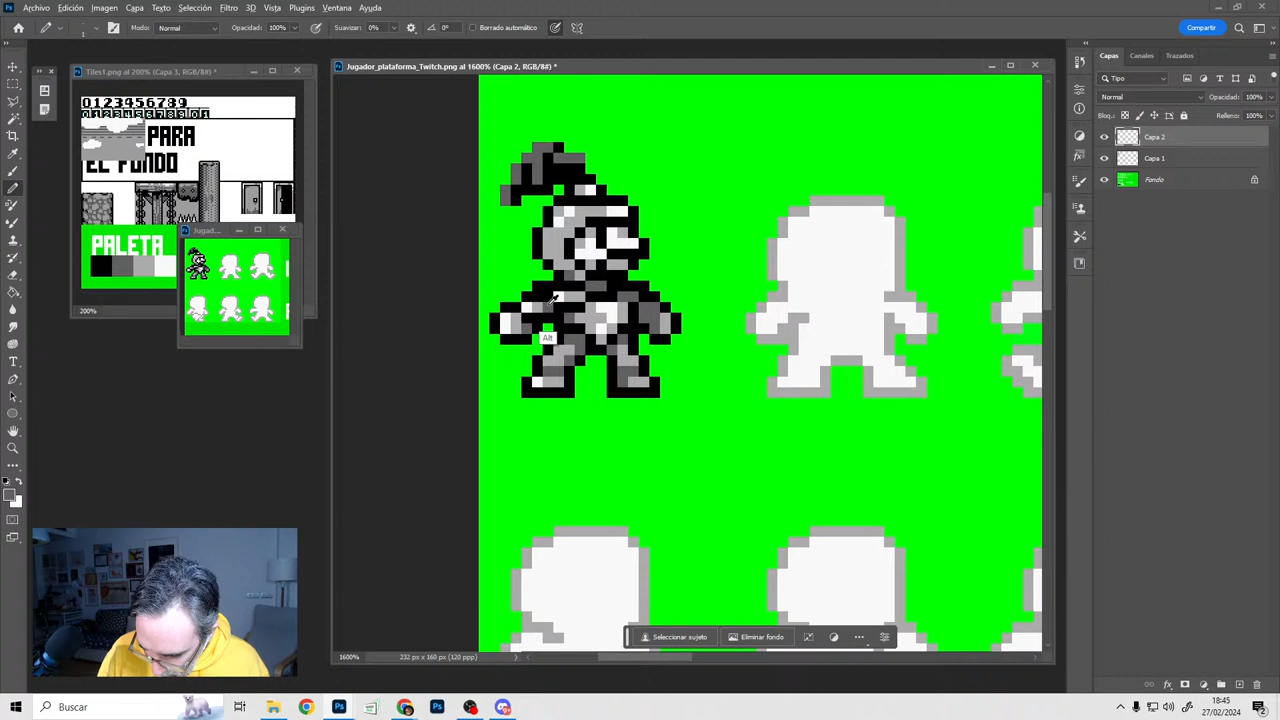 Archivo Edición Imagen Capa Texto Selección Filtro 3D Vista Plugins Ventana Ayuda
Modo: Normal Opacidad: 100% Suavizar: 0% 0° Borrado automático Compartir
Tiles1.png al 200% (Capa 3, RGB/8#) *
Jugador_plataforma_Twitch.png al 1600% (Capa 2, RGB/8#) *
Capas Canales Trazados
Tipo
Normal Opacidad: 100%
Bloq.: Relleno: 100%
Capa 2
Capa 1
Fondo
0123456789
PARA
EL FONDO
Jugad...
PALETA
200%
Alt
Seleccionar sujeto Eliminar fondo
1600% 232 px x 160 px (120 ppp)
Buscar
18:45
27/02/2024